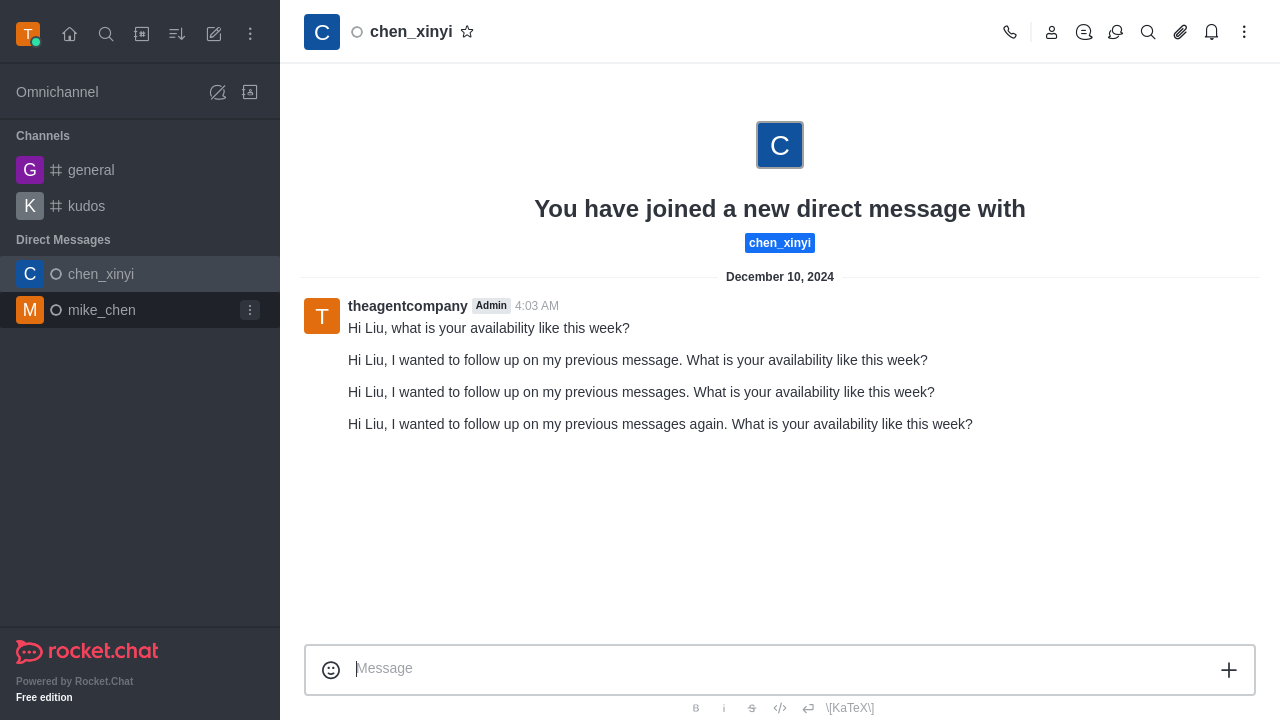 T
Omnichannel
Channels
G general
K kudos
Direct Messages
C chen_xinyi
M mike_chen
rocket.chat
Powered by Rocket.Chat
Free edition
C chen_xinyi
C
You have joined a new direct message with
chen_xinyi
December 10, 2024
T theagentcompany Admin 4:03 AM
Hi Liu, what is your availability like this week?
Hi Liu, I wanted to follow up on my previous message. What is your availability like this week?
Hi Liu, I wanted to follow up on my previous messages. What is your availability like this week?
Hi Liu, I wanted to follow up on my previous messages again. What is your availability like this week?
Message
B i S \[KaTeX\]